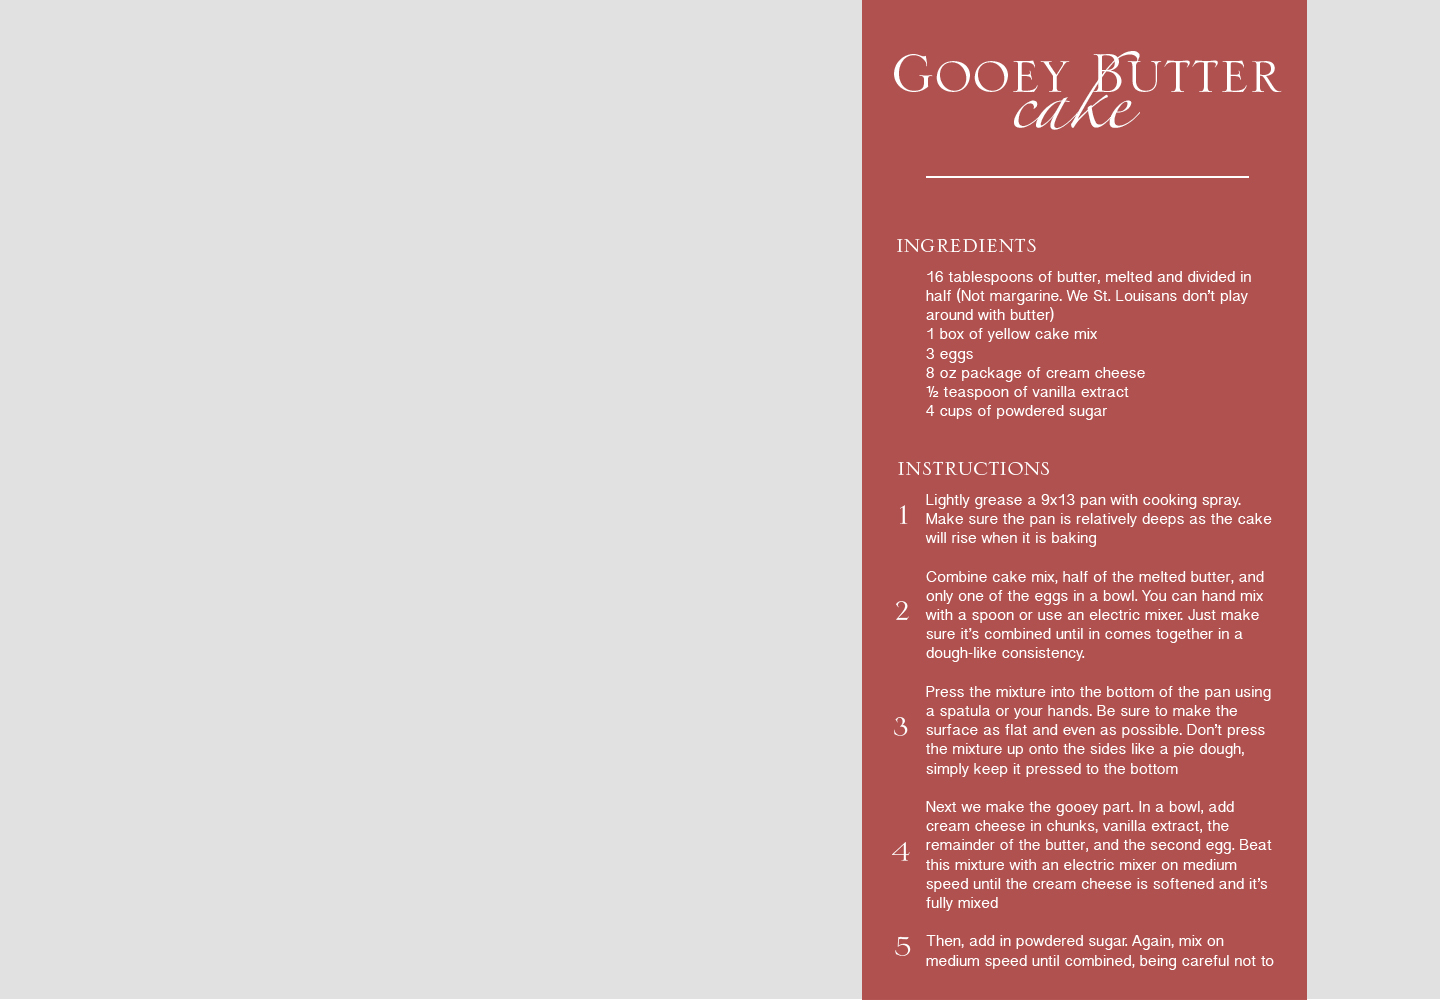 GOOEY BUTTER
cake
INGREDIENTS
16 tablespoons of butter, melted and divided in
half (Not margarine. We St. Louisans don't play
around with butter)
1 box of yellow cake mix
3 eggs
8 oz package of cream cheese
½ teaspoon of vanilla extract
4 cups of powdered sugar
INSTRUCTIONS
1
Lightly grease a 9x13 pan with cooking spray.
Make sure the pan is relatively deeps as the cake
will rise when it is baking
2
Combine cake mix, half of the melted butter, and
only one of the eggs in a bowl. You can hand mix
with a spoon or use an electric mixer. Just make
sure it's combined until in comes together in a
dough-like consistency.
3
Press the mixture into the bottom of the pan using
a spatula or your hands. Be sure to make the
surface as flat and even as possible. Don't press
the mixture up onto the sides like a pie dough,
simply keep it pressed to the bottom
4
Next we make the gooey part. In a bowl, add
cream cheese in chunks, vanilla extract, the
remainder of the butter, and the second egg. Beat
this mixture with an electric mixer on medium
speed until the cream cheese is softened and it's
fully mixed
5
Then, add in powdered sugar. Again, mix on
medium speed until combined, being careful not to